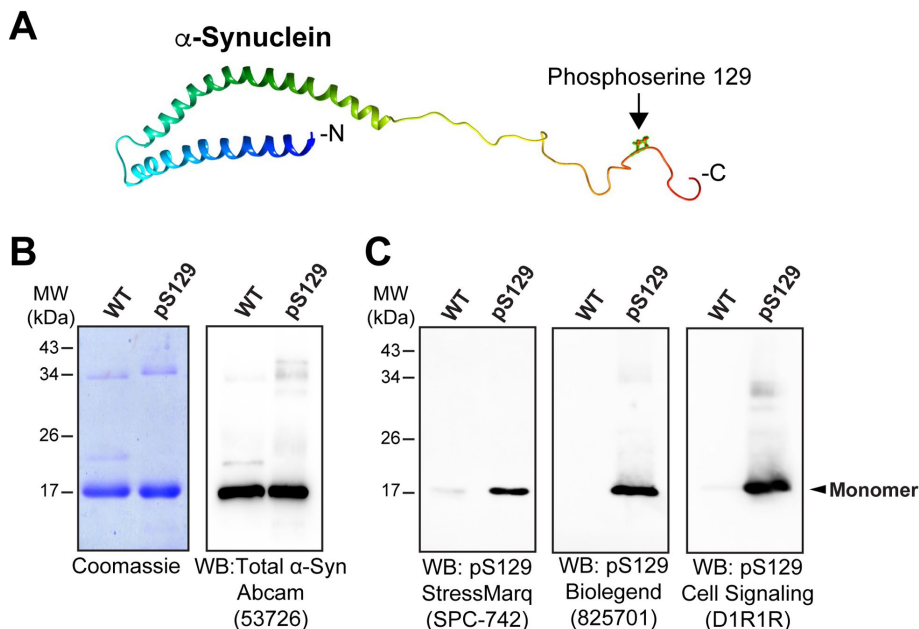 A
α-Synuclein
Phosphoserine 129
-N
-C
B
MW
(kDa)
WT
pS129
WT
pS129
43
34
26
17
Coomassie
WB:Total α-Syn
Abcam
(53726)
C
MW
(kDa)
WT
pS129
WT
pS129
WT
pS129
43
34
26
17
Monomer
WB: pS129
StressMarq
(SPC-742)
WB: pS129
Biolegend
(825701)
WB: pS129
Cell Signaling
(D1R1R)